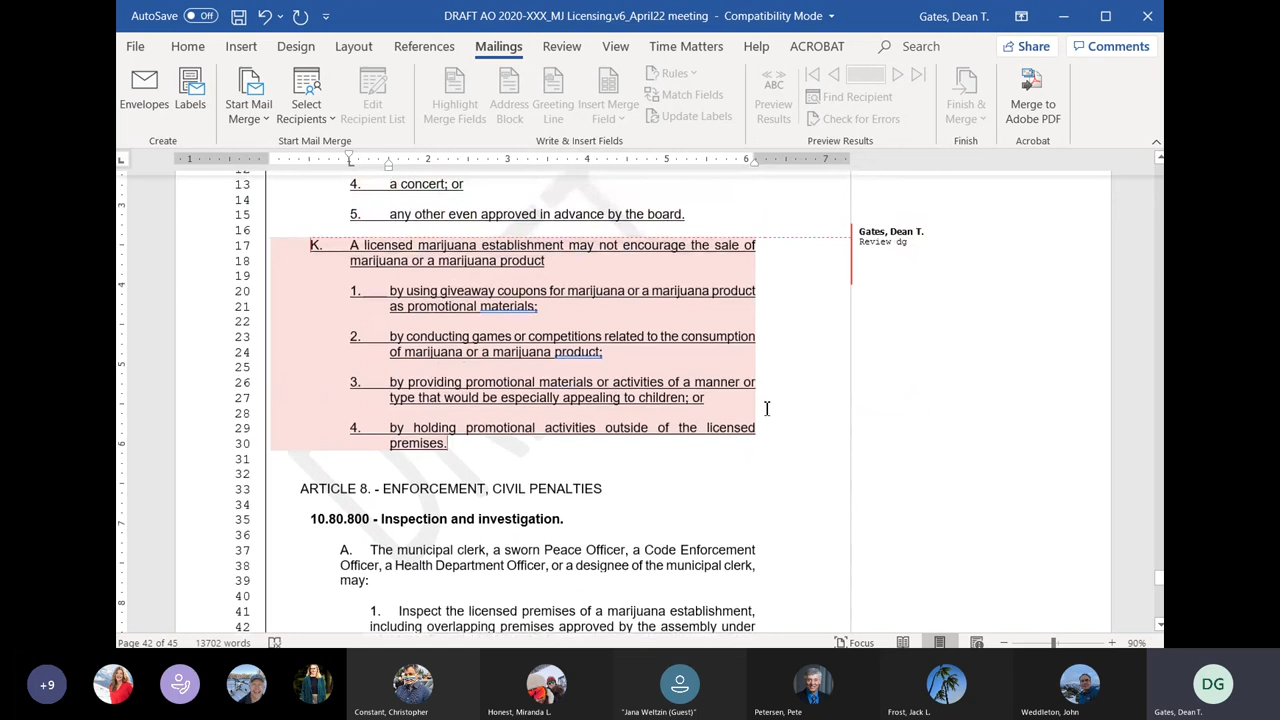 AutoSave Off DRAFT AO 2020-XXX_MJ Licensing.v6_April22 meeting - Compatibility Mode Gates, Dean T.
File Home Insert Design Layout References Mailings Review View Time Matters Help ACROBAT Search Share Comments
Envelopes Labels Start Mail Merge Select Recipients Edit Recipient List Highlight Merge Fields Address Block Greeting Line Insert Merge Field Rules Match Fields Update Labels ABC Preview Results Find Recipient Check for Errors Finish & Merge Merge to Adobe PDF
Create Start Mail Merge Write & Insert Fields Preview Results Finish Acrobat
1 2 3 4 5 6 7
12
13 4. a concert; or
14
15 5. any other even approved in advance by the board.
16
17 K. A licensed marijuana establishment may not encourage the sale of
18 marijuana or a marijuana product
19
20 1. by using giveaway coupons for marijuana or a marijuana product
21 as promotional materials;
22
23 2. by conducting games or competitions related to the consumption
24 of marijuana or a marijuana product;
25
26 3. by providing promotional materials or activities of a manner or
27 type that would be especially appealing to children; or
28
29 4. by holding promotional activities outside of the licensed
30 premises.
31
32
33 ARTICLE 8. - ENFORCEMENT, CIVIL PENALTIES
34
35 10.80.800 - Inspection and investigation.
36
37 A. The municipal clerk, a sworn Peace Officer, a Code Enforcement
38 Officer, a Health Department Officer, or a designee of the municipal clerk,
39 may:
40
41 1. Inspect the licensed premises of a marijuana establishment,
42 including overlapping premises approved by the assembly under
Gates, Dean T.
Review dg
DRAFT
Page 42 of 45 13702 words Focus 90%
+9 DG
Constant, Christopher Honest, Miranda L. "Jana Weltzin (Guest)" Petersen, Pete Frost, Jack L. Weddleton, John Gates, Dean T.